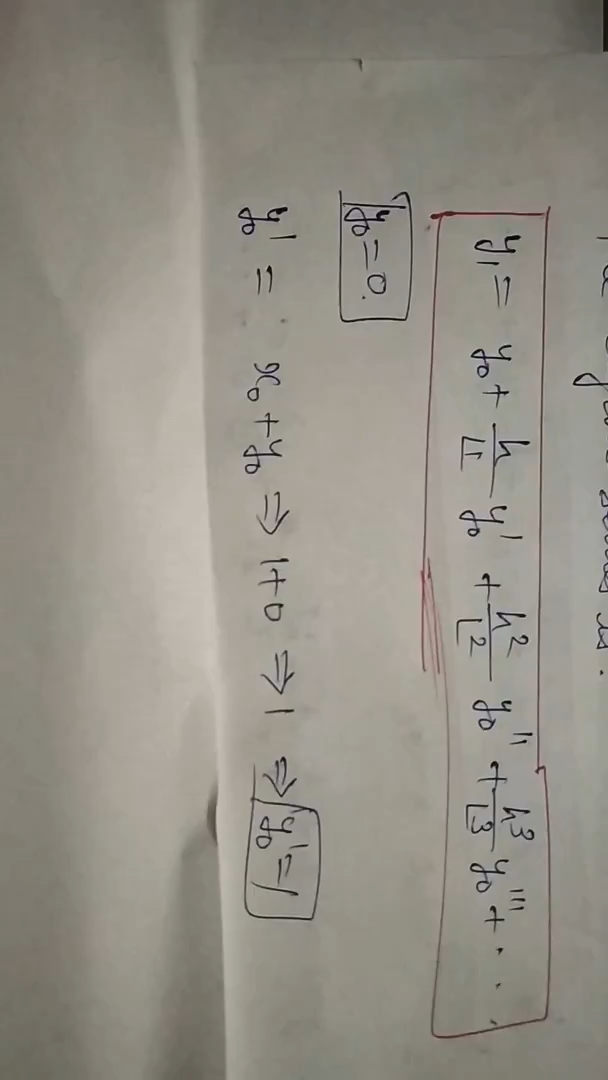 y₁ = y₀ + h/⌊1 y₀' + h²/⌊2 y₀'' + h³/⌊3 y₀''' + . . .
y₀ = 0.
y₀' = x₀ + y₀ ⇒ 1+0 ⇒ 1 ⇒ y₀' = 1